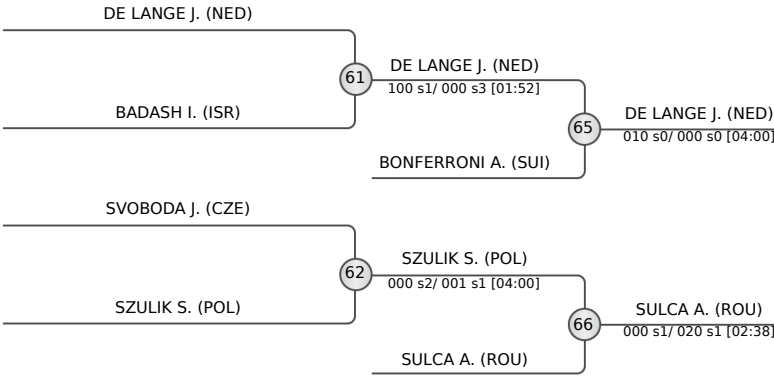 DE LANGE J. (NED)
61
DE LANGE J. (NED)
100 s1/ 000 s3 [01:52]
BADASH I. (ISR)
65
DE LANGE J. (NED)
010 s0/ 000 s0 [04:00]
BONFERRONI A. (SUI)
SVOBODA J. (CZE)
62
SZULIK S. (POL)
000 s2/ 001 s1 [04:00]
SZULIK S. (POL)
66
SULCA A. (ROU)
000 s1/ 020 s1 [02:38]
SULCA A. (ROU)